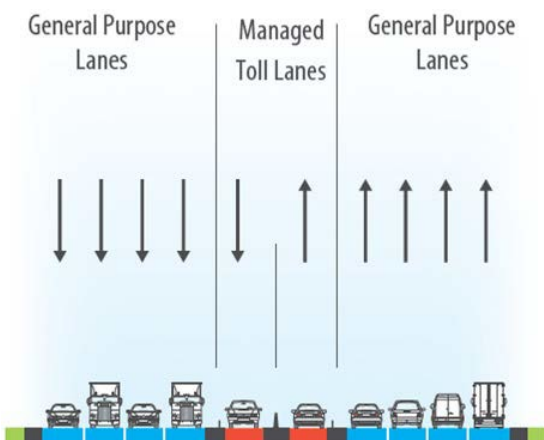 General Purpose
Lanes
Managed
Toll Lanes
General Purpose
Lanes